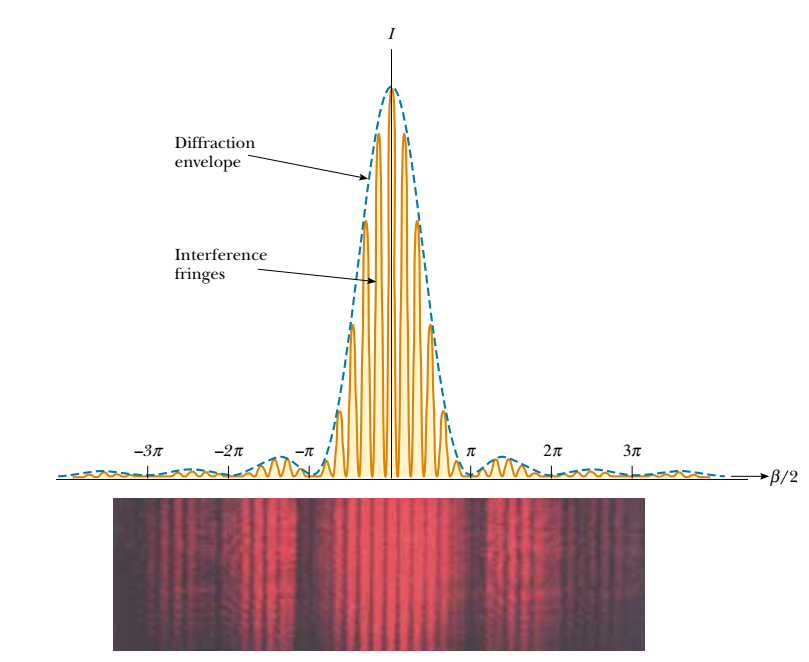 I
Diffraction
envelope
Interference
fringes
–3π –2π –π π 2π 3π
β/2